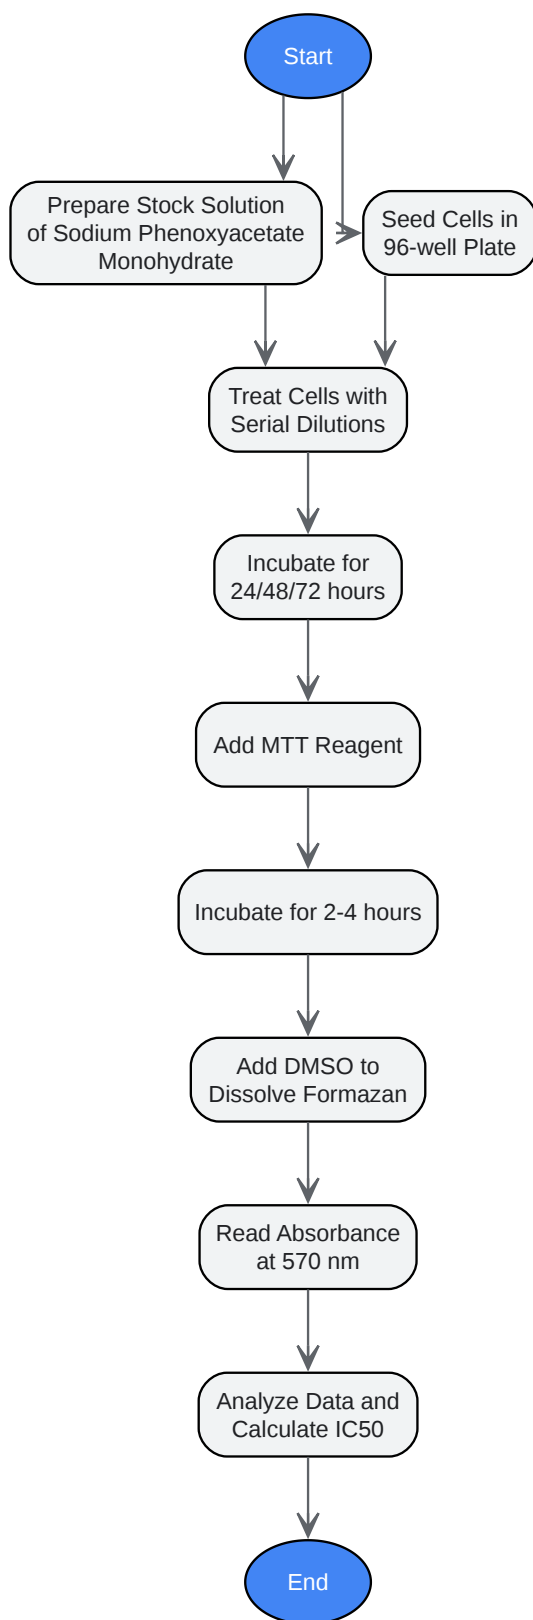 Start
Prepare Stock Solution
of Sodium Phenoxyacetate
Monohydrate
Seed Cells in
96-well Plate
Treat Cells with
Serial Dilutions
Incubate for
24/48/72 hours
Add MTT Reagent
Incubate for 2-4 hours
Add DMSO to
Dissolve Formazan
Read Absorbance
at 570 nm
Analyze Data and
Calculate IC50
End